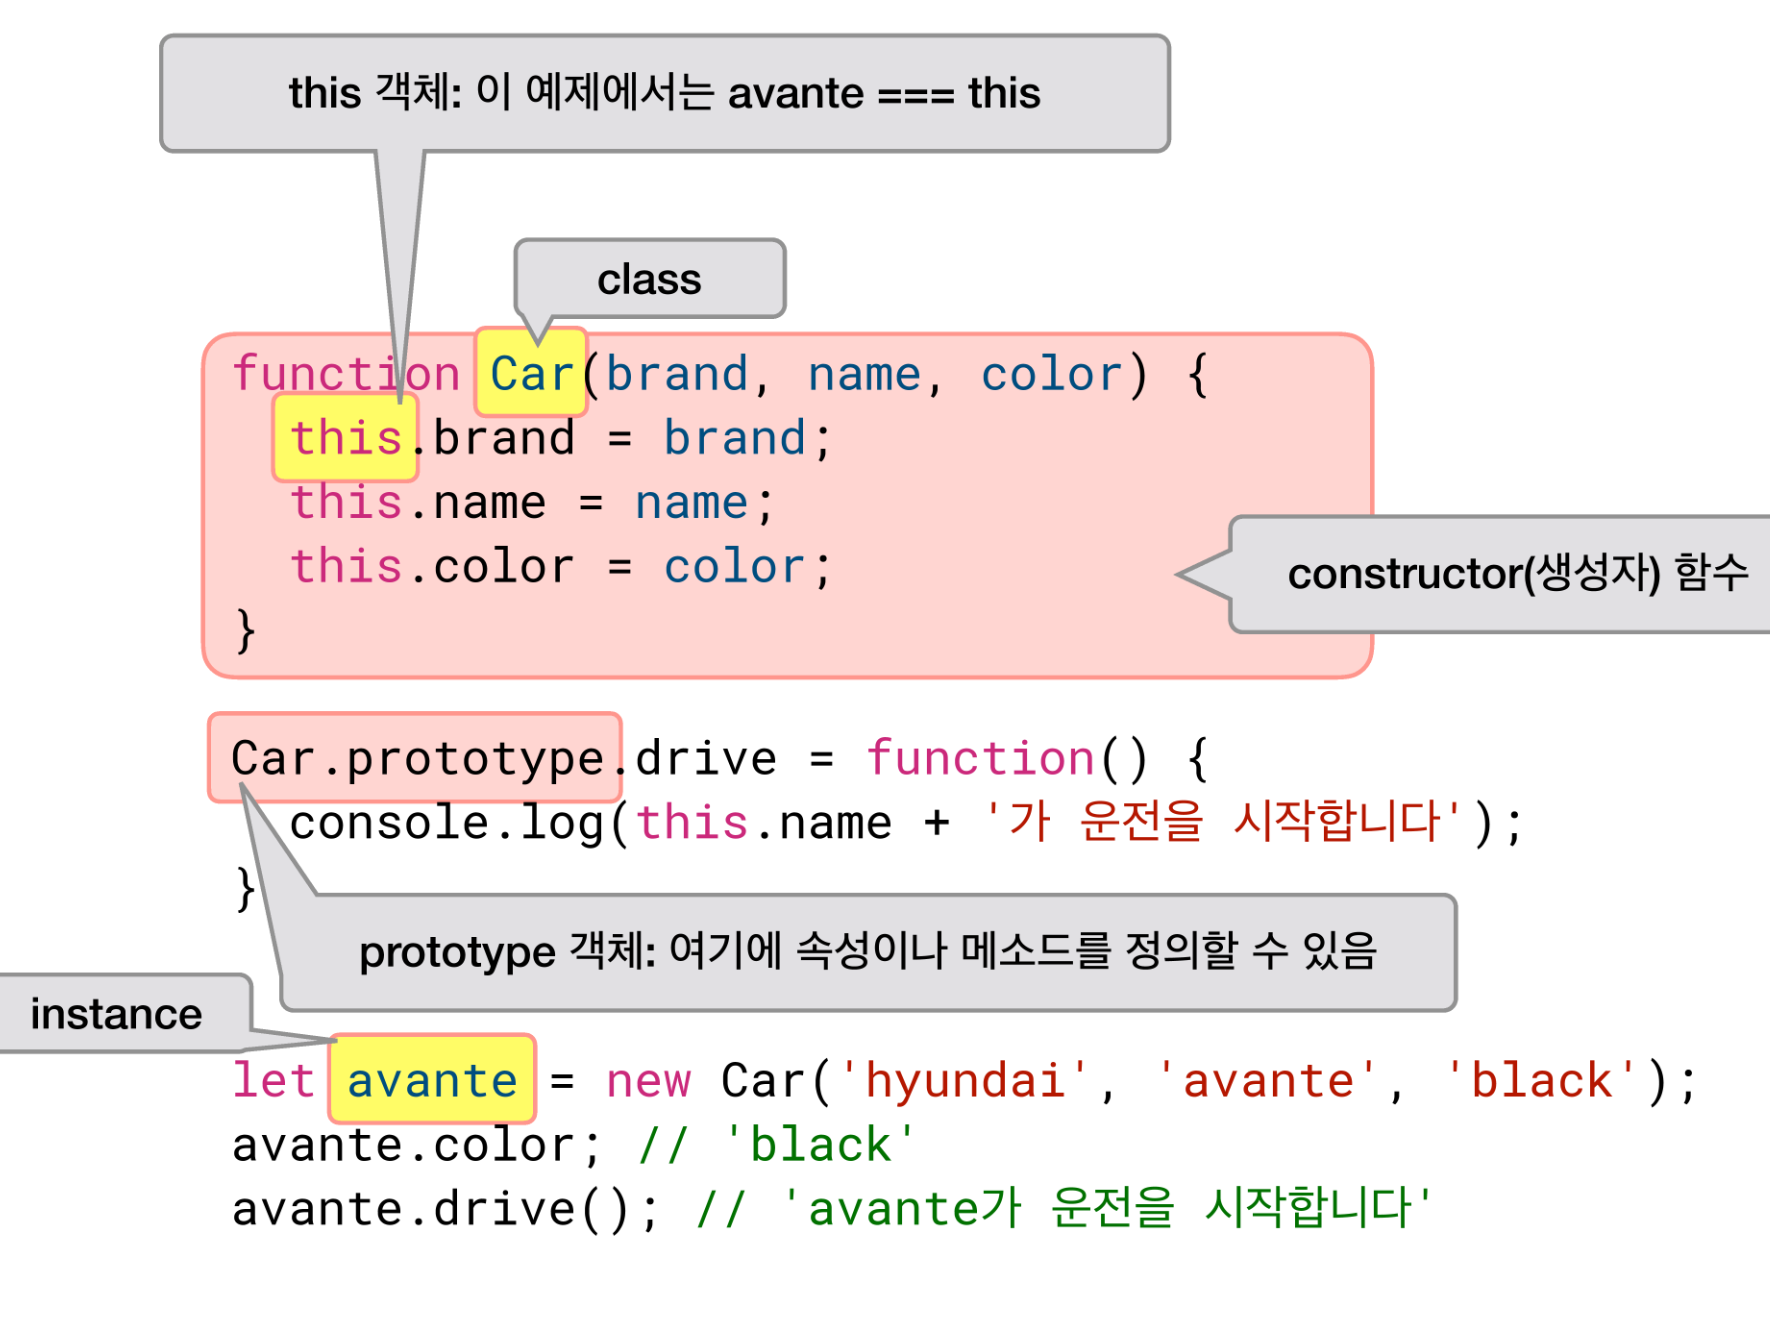 this 객체: 이 예제에서는 avante === this
class
function Car(brand, name, color) {
this.brand = brand;
this.name = name;
this.color = color;
}
constructor(생성자) 함수
Car.prototype.drive = function() {
console.log(this.name + '가 운전을 시작합니다');
}
prototype 객체: 여기에 속성이나 메소드를 정의할 수 있음
instance
let avante = new Car('hyundai', 'avante', 'black');
avante.color; // 'black'
avante.drive(); // 'avante가 운전을 시작합니다'